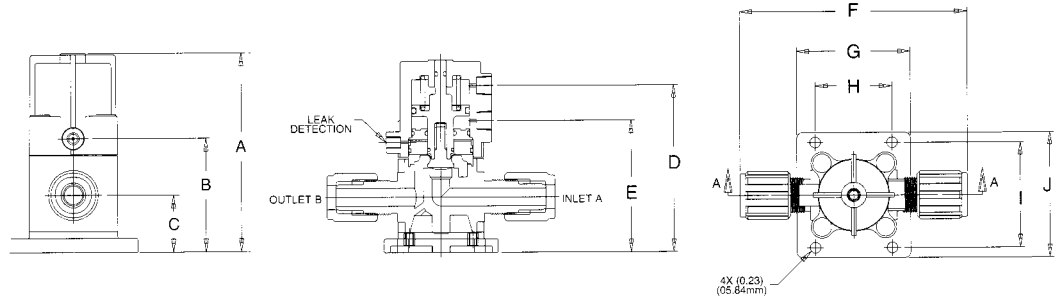 A
B
C
LEAK
DETECTION
OUTLET B
INLET A
D
E
F
G
H
A
A
I
J
4X (0.23)
(05.84mm)